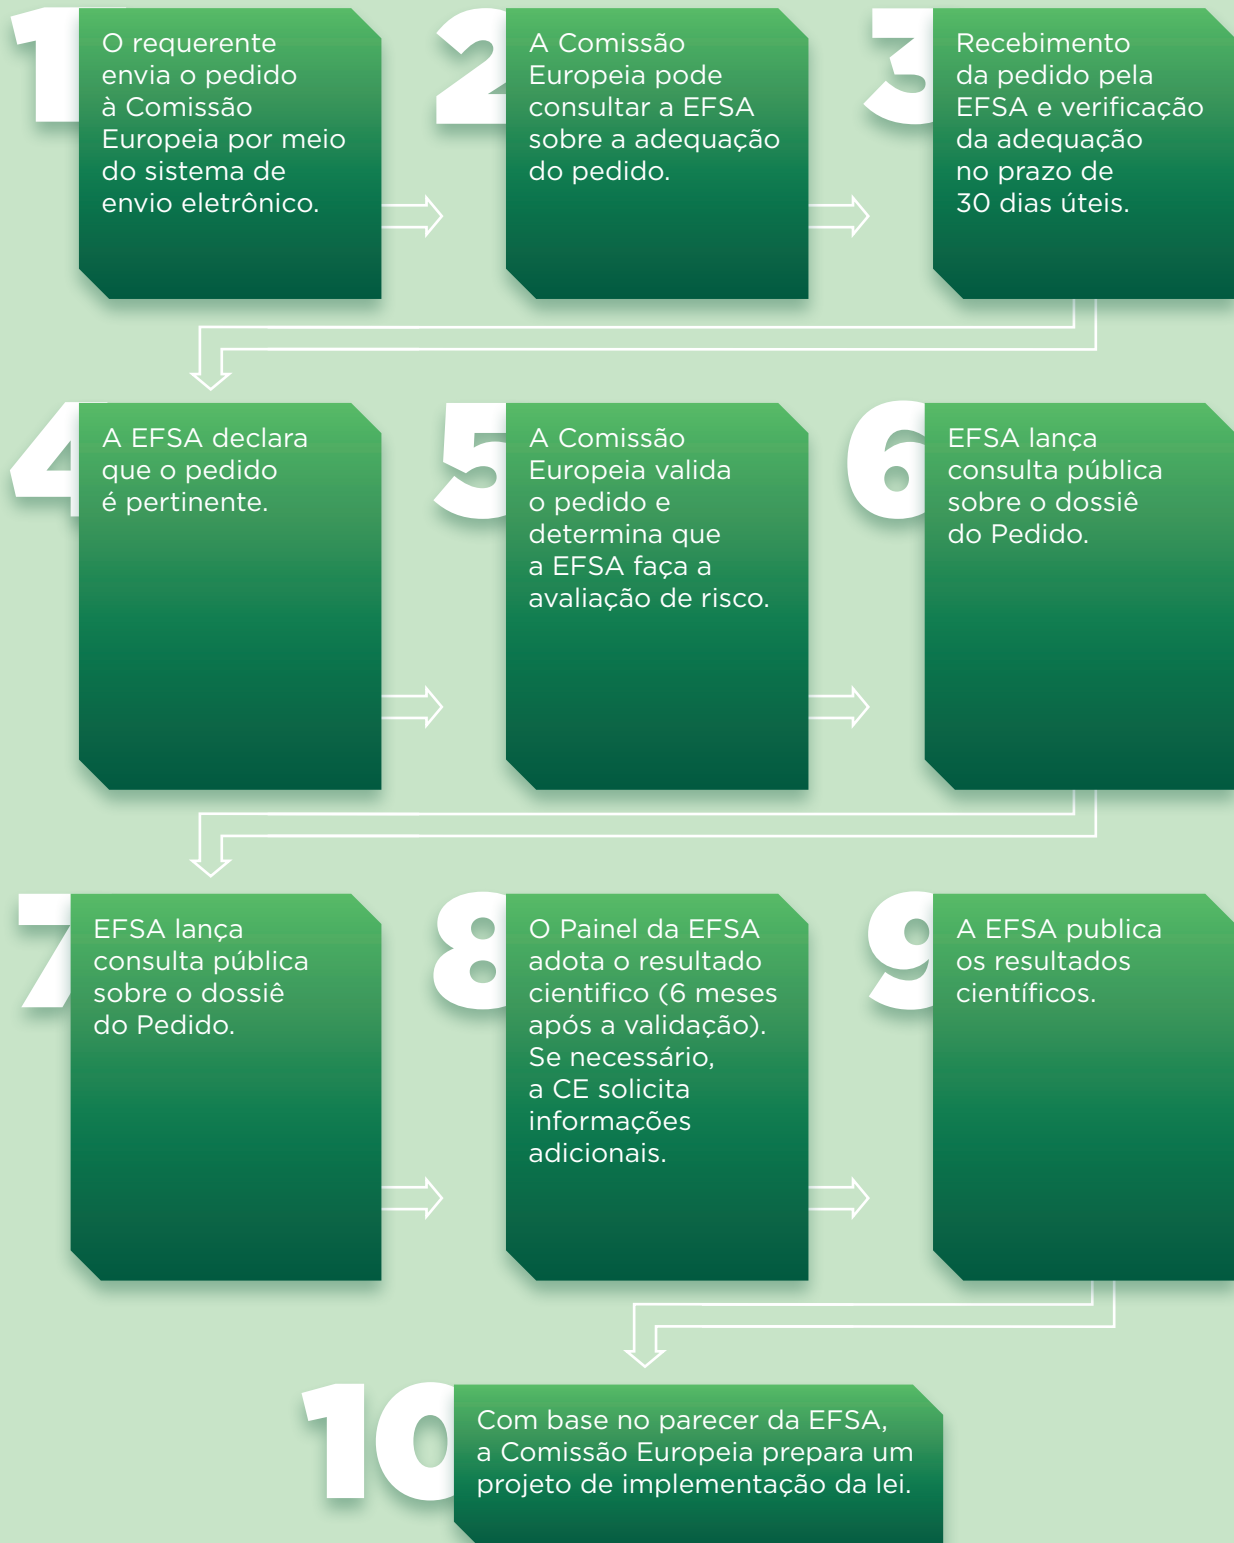 1
O requerente
envia o pedido
à Comissão
Europeia por meio
do sistema de
envio eletrônico.
2
A Comissão
Europeia pode
consultar a EFSA
sobre a adequação
do pedido.
3
Recebimento
da pedido pela
EFSA e verificação
da adequação
no prazo de
30 dias úteis.
4
A EFSA declara
que o pedido
é pertinente.
5
A Comissão
Europeia valida
o pedido e
determina que
a EFSA faça a
avaliação de risco.
6
EFSA lança
consulta pública
sobre o dossiê
do Pedido.
7
EFSA lança
consulta pública
sobre o dossiê
do Pedido.
8
O Painel da EFSA
adota o resultado
cientifico (6 meses
após a validação).
Se necessário,
a CE solicita
informações
adicionais.
9
A EFSA publica
os resultados
científicos.
10
Com base no parecer da EFSA,
a Comissão Europeia prepara um
projeto de implementação da lei.